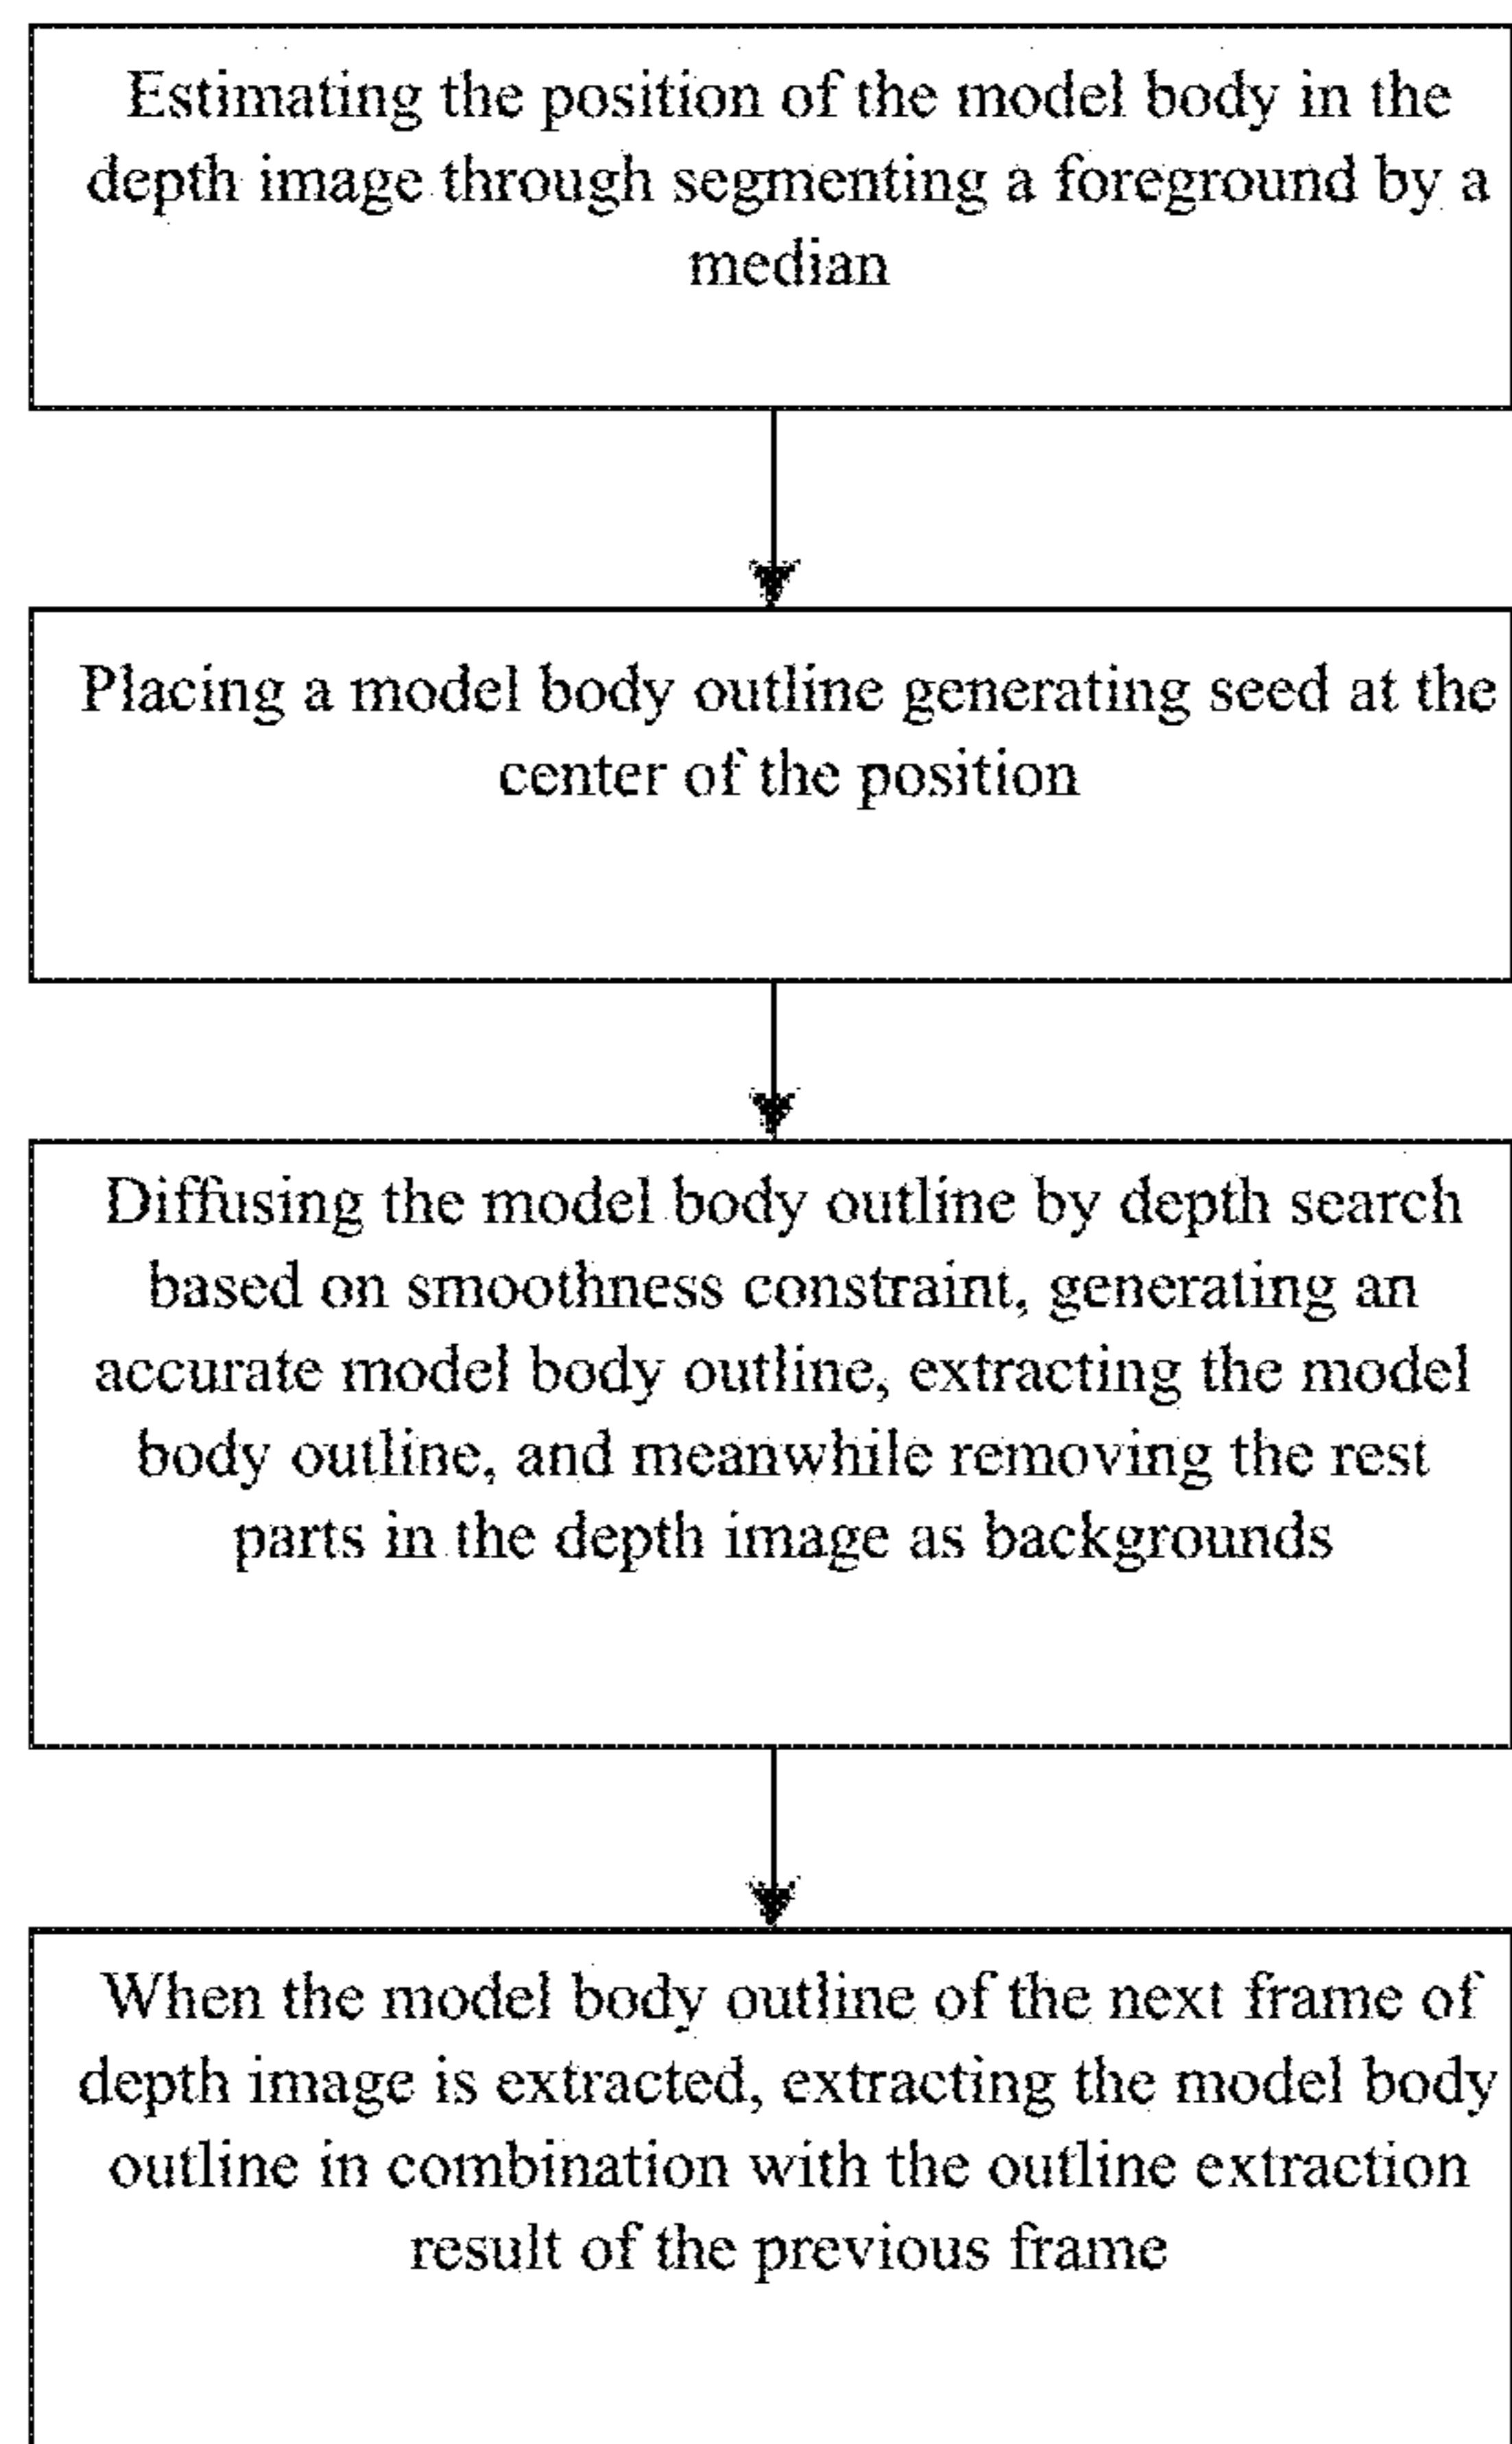 Estimating the position of the model body in the
depth image through segmenting a foreground by a
median
Placing a model body outline generating seed at the
center of the position
Diffusing the model body outline by depth search
based on smoothness constraint, generating an
accurate model body outline, extracting the model
body outline, and meanwhile removing the rest
parts in the depth image as backgrounds
When the model body outline of the next frame of
depth image is extracted, extracting the model body
outline in combination with the outline extraction
result of the previous frame